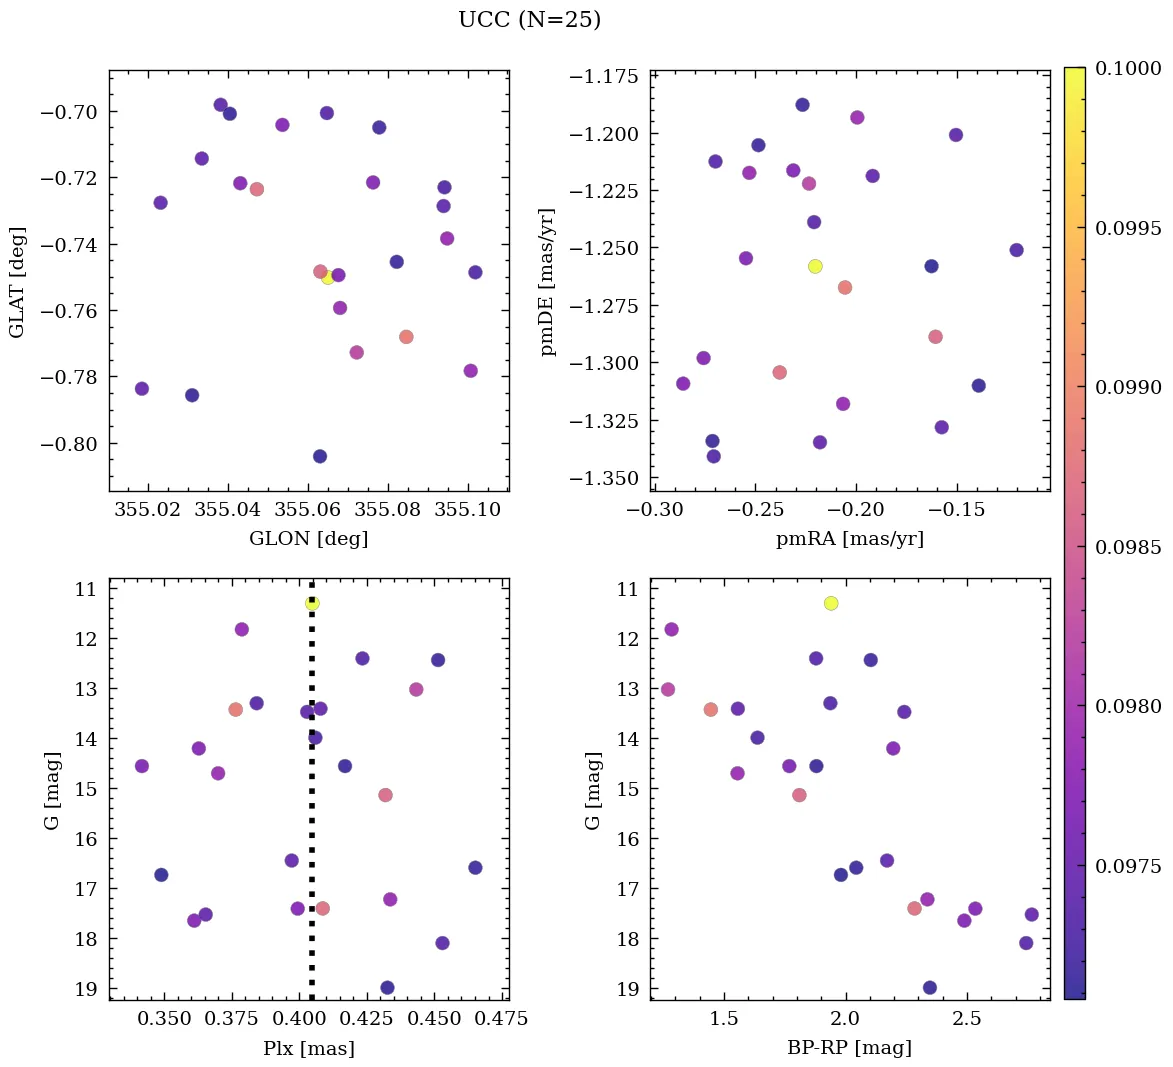 UCC (N=25)
−0.70
−0.72
−0.74
−0.76
−0.78
−0.80
GLAT [deg]
355.02 355.04 355.06 355.08 355.10
GLON [deg]
−1.175
−1.200
−1.225
−1.250
−1.275
−1.300
−1.325
−1.350
pmDE [mas/yr]
−0.30 −0.25 −0.20 −0.15
pmRA [mas/yr]
11
12
13
14
15
16
17
18
19
G [mag]
0.350 0.375 0.400 0.425 0.450 0.475
Plx [mas]
11
12
13
14
15
16
17
18
19
G [mag]
1.5 2.0 2.5
BP-RP [mag]
0.1000
0.0995
0.0990
0.0985
0.0980
0.0975